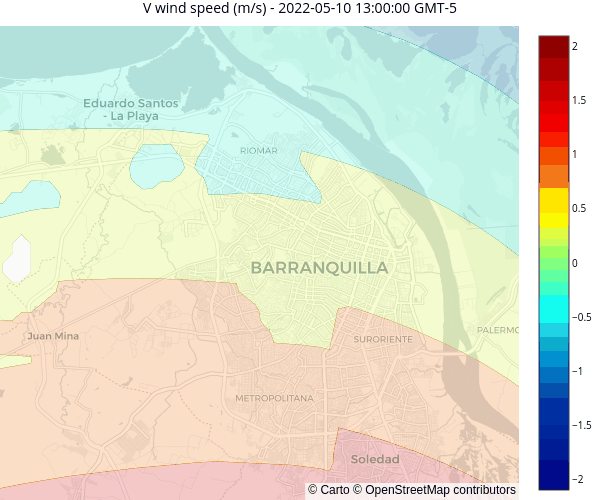 V wind speed (m/s) - 2022-05-10 13:00:00 GMT-5
Eduardo Santos
- La Playa
RIOMAR
BARRANQUILLA
Juan Mina
SURORIENTE
PALERMO
METROPOLITANA
Soledad
© Carto © OpenStreetMap contributors
2
1.5
1
0.5
0
−0.5
−1
−1.5
−2